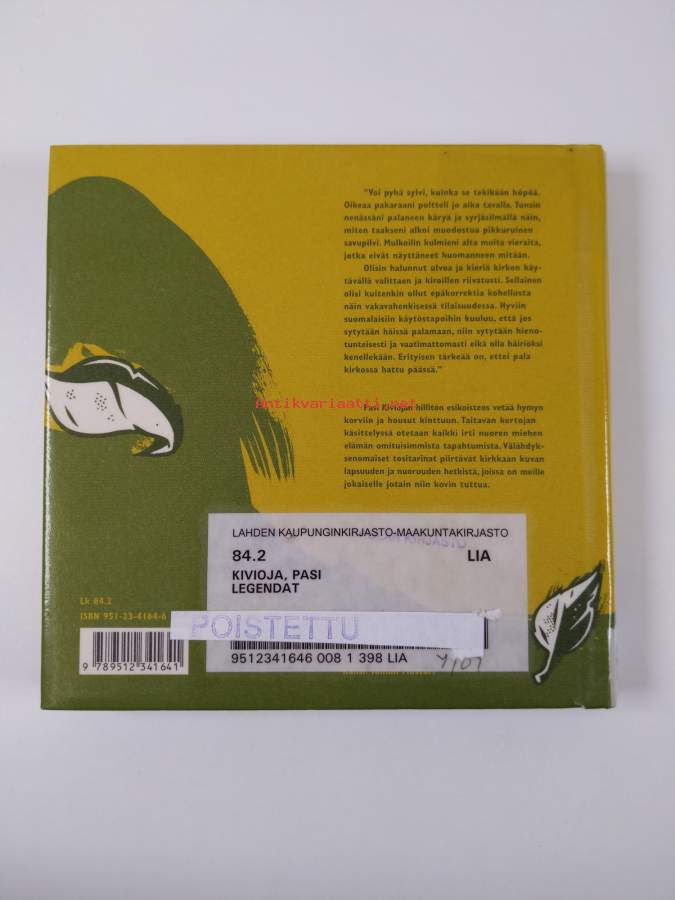 "Voi pyhä sylvi, kuinka se tekikään höpöä.
Oikeaa pakaraani poltteli jo aika tavalla. Tunsin
nenässäni palaneen käryä ja syrjäsilmällä näin,
miten taakseni alkoi muodostua pikkuruinen
savupilvi. Mulkoilin kulmieni alta muita vieraita,
jotka eivät näyttäneet huomanneen mitään.
Olisin halunnut ulvoa ja kieriä kirkon käy-
tävällä valittaen ja kiroillen riivatusti. Sellainen
olisi kuitenkin ollut epäkorrektia kohellusta
näin vakavahenkisessä tilaisuudessa. Hyviin
suomalaisiin käytöstapoihin kuuluu, että jos
sytytään häissä palamaan, niin sytytään hieno-
tunteisesti ja vaatimattomasti eikä olla häiriöksi
kenellekään. Erityisen tärkeää on, ettei pala
kirkossa hattu päässä."
antikvariaatti.net
Pasi Kiviojan hillitön esikoisteos vetää hymyn
korviin ja housut kinttuun. Taitavan kertojan
käsittelyssä otetaan kaikki irti nuoren miehen
elämän omituisimmista tapahtumista. Välähdyk-
senomaiset tositarinat piirtävät kirkkaan kuvan
lapsuuden ja nuoruuden hetkistä, joissa on meille
jokaiselle jotain niin kovin tuttua.
LAHDEN KAUPUNGINKIRJASTO-MAAKUNTAKIRJASTO
84.2 LIA
KIVIOJA, PASI
LEGENDAT
Lk 84.2
ISBN 951-23-4164-6
POISTETTU
9 789512 341641
9512341646 008 1 398 LIA